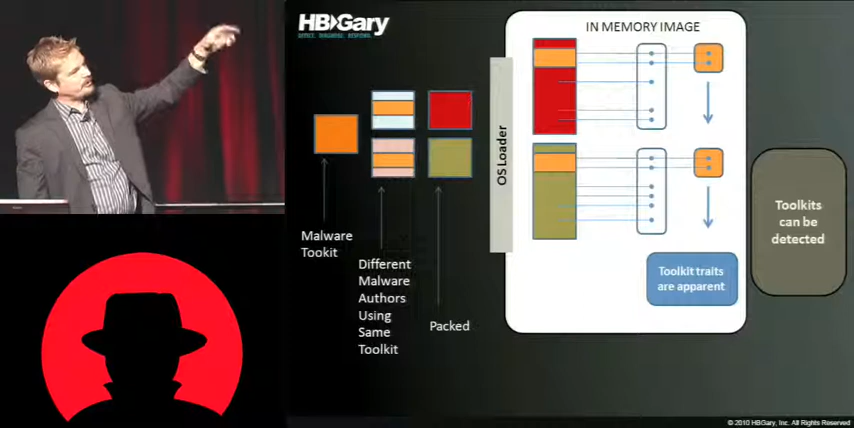 HBGary
DETECT. DIAGNOSE. RESPOND.
IN MEMORY IMAGE
OS Loader
Malware
Tookit
Different
Malware
Authors
Using
Same
Toolkit
Packed
Toolkit traits
are apparent
Toolkits
can be
detected
© 2010 HBGary, Inc. All Rights Reserved